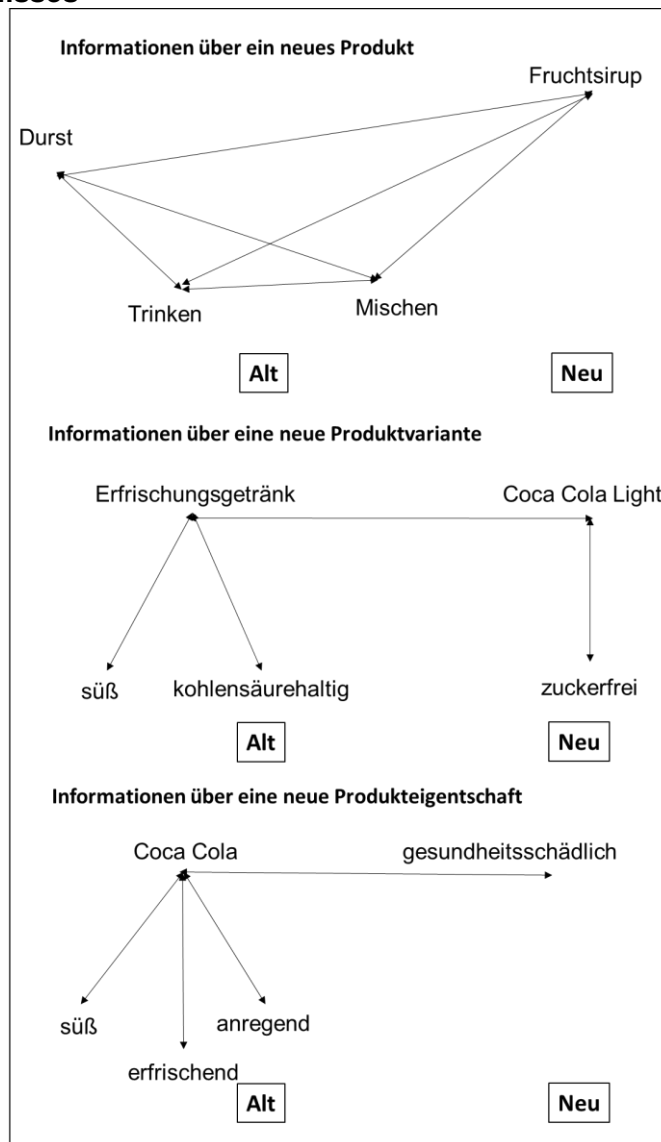 Informationen über ein neues Produkt
Fruchtsirup
Durst
Trinken
Mischen
Alt
Neu
Informationen über eine neue Produktvariante
Erfrischungsgetränk
Coca Cola Light
süß
kohlensäurehaltig
zuckerfrei
Alt
Neu
Informationen über eine neue Produkteigentschaft
Coca Cola
gesundheitsschädlich
süß
anregend
erfrischend
Alt
Neu